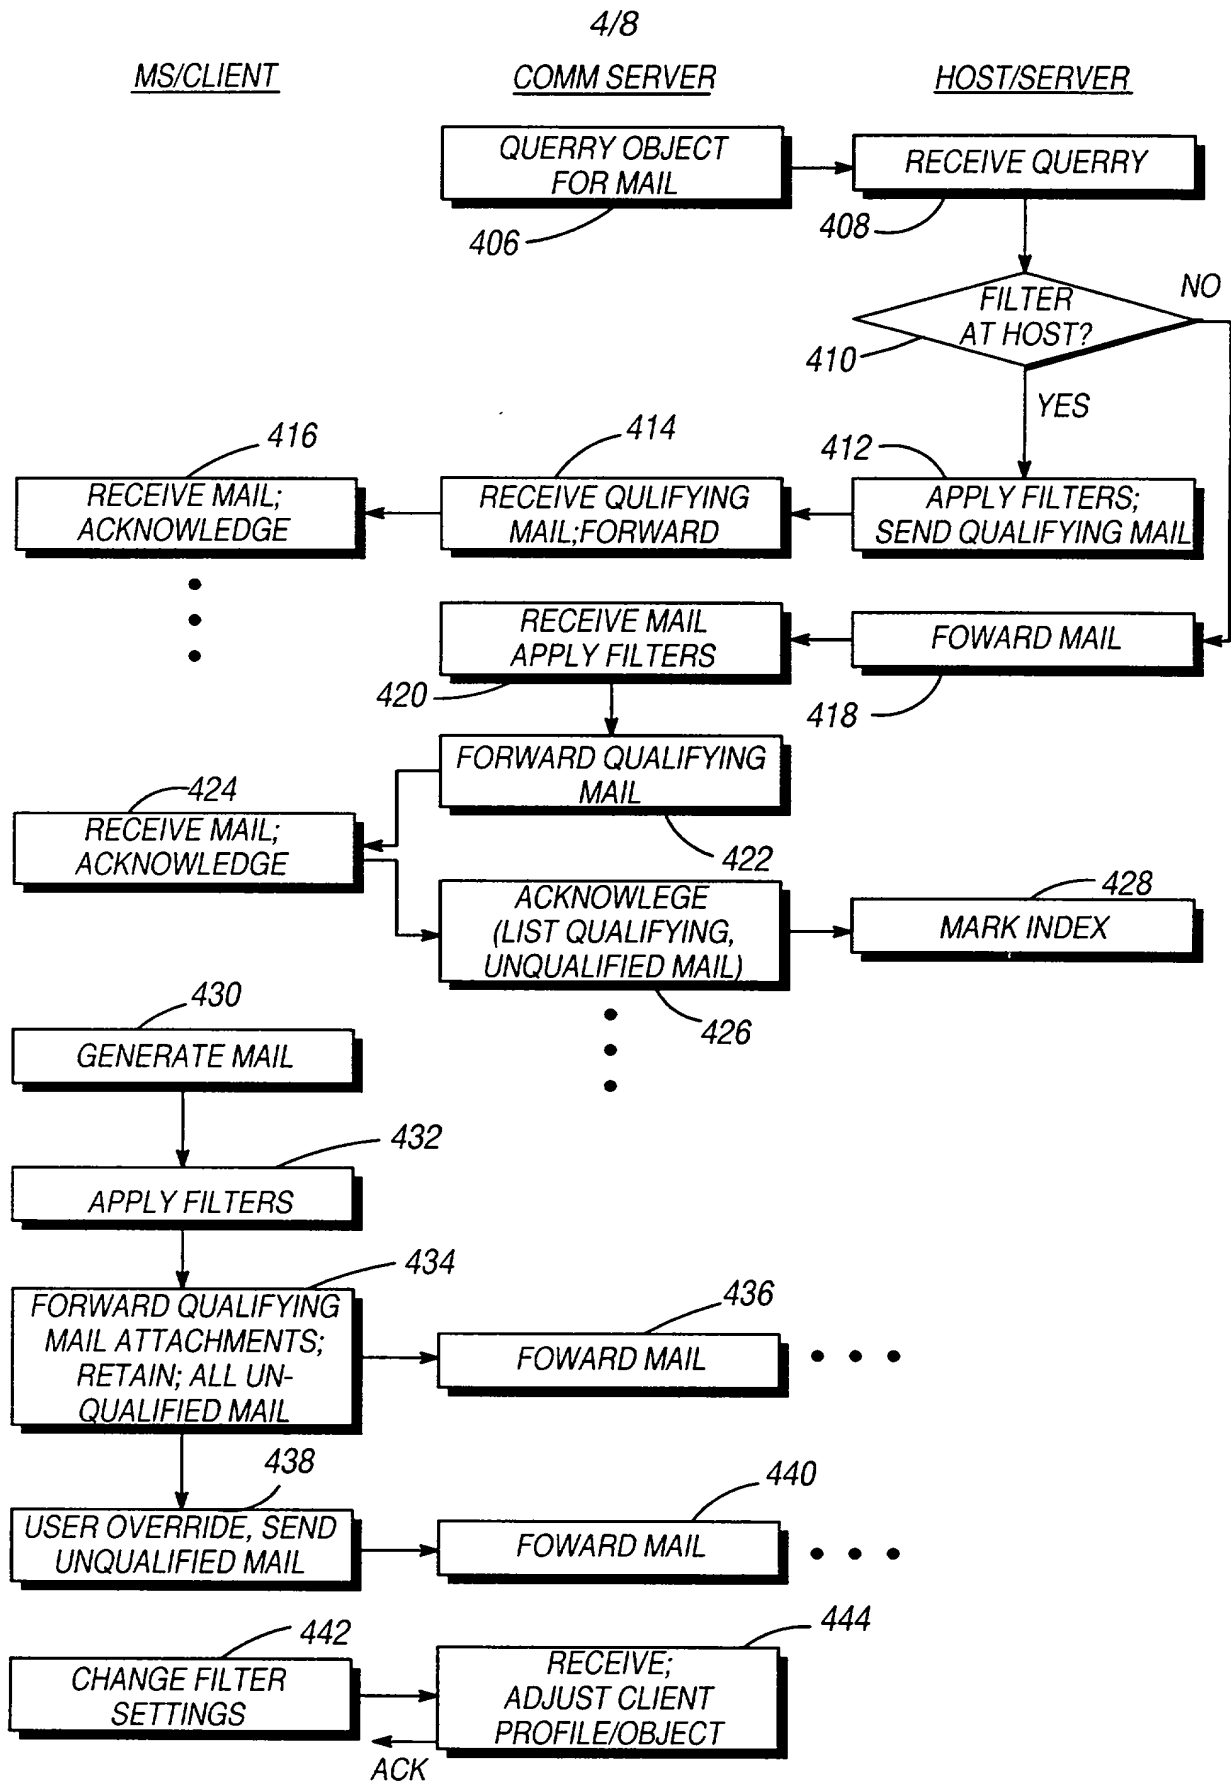 4/8
MS/CLIENT
COMM SERVER
HOST/SERVER
QUERRY OBJECT
FOR MAIL
406
RECEIVE QUERRY
408
FILTER
AT HOST?
410
NO
YES
416
RECEIVE MAIL;
ACKNOWLEDGE
414
RECEIVE QULIFYING
MAIL;FORWARD
412
APPLY FILTERS;
SEND QUALIFYING MAIL
RECEIVE MAIL
APPLY FILTERS
420
FOWARD MAIL
418
FORWARD QUALIFYING
MAIL
422
424
RECEIVE MAIL;
ACKNOWLEDGE
ACKNOWLEGE
(LIST QUALIFYING,
UNQUALIFIED MAIL)
426
428
MARK INDEX
430
GENERATE MAIL
432
APPLY FILTERS
434
FORWARD QUALIFYING
MAIL ATTACHMENTS;
RETAIN; ALL UN-
QUALIFIED MAIL
436
FOWARD MAIL
438
USER OVERRIDE, SEND
UNQUALIFIED MAIL
440
FOWARD MAIL
442
CHANGE FILTER
SETTINGS
444
RECEIVE;
ADJUST CLIENT
PROFILE/OBJECT
ACK